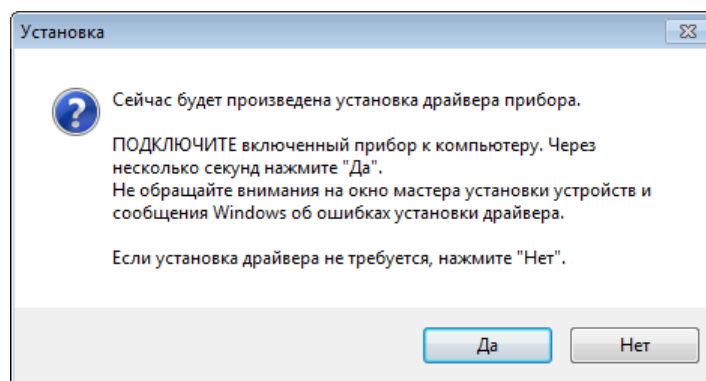 Установка
Сейчас будет произведена установка драйвера прибора.
ПОДКЛЮЧИТЕ включенный прибор к компьютеру. Через
несколько секунд нажмите "Да".
Не обращайте внимания на окно мастера установки устройств и
сообщения Windows об ошибках установки драйвера.
Если установка драйвера не требуется, нажмите "Нет".
Да
Нет